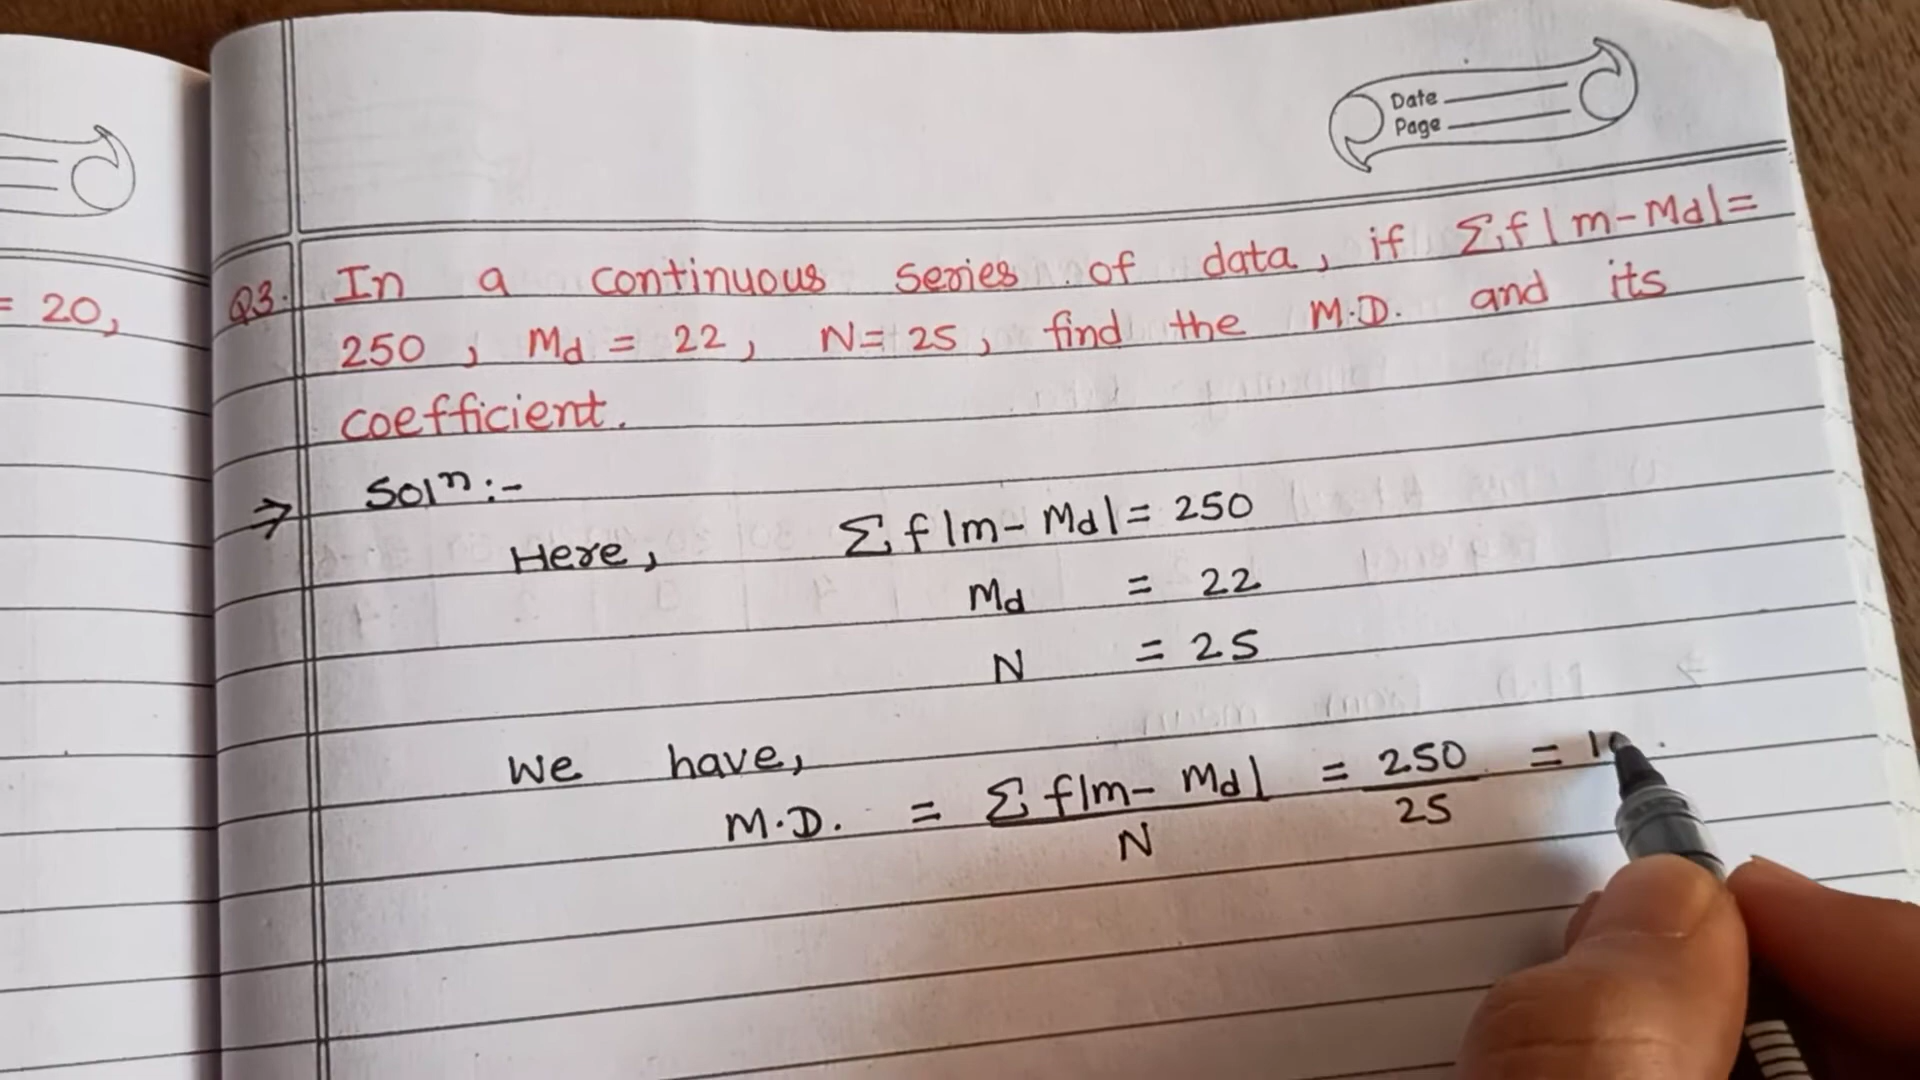 Date
Page
= 20,
Q3. In a continuous series of data, if Σf|m-Md|=
250, Md = 22, N= 25, find the M.D. and its
coefficient.
→ Solⁿ:-
Here, Σf|m-Md|= 250
Md = 22
N = 25
We have,
M.D. = Σf|m-Md| / N = 250 / 25 = 10